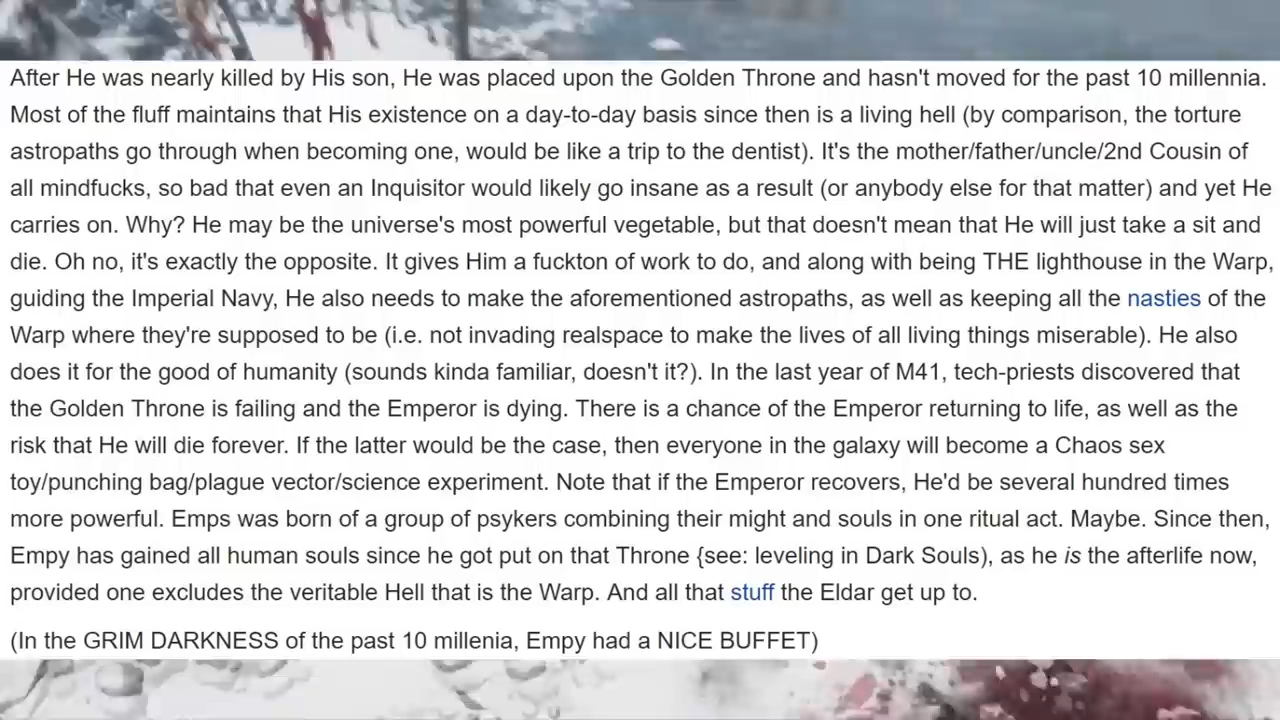 After He was nearly killed by His son, He was placed upon the Golden Throne and hasn't moved for the past 10 millennia.
Most of the fluff maintains that His existence on a day-to-day basis since then is a living hell (by comparison, the torture
astropaths go through when becoming one, would be like a trip to the dentist). It's the mother/father/uncle/2nd Cousin of
all mindfucks, so bad that even an Inquisitor would likely go insane as a result (or anybody else for that matter) and yet He
carries on. Why? He may be the universe's most powerful vegetable, but that doesn't mean that He will just take a sit and
die. Oh no, it's exactly the opposite. It gives Him a fuckton of work to do, and along with being THE lighthouse in the Warp,
guiding the Imperial Navy, He also needs to make the aforementioned astropaths, as well as keeping all the nasties of the
Warp where they're supposed to be (i.e. not invading realspace to make the lives of all living things miserable). He also
does it for the good of humanity (sounds kinda familiar, doesn't it?). In the last year of M41, tech-priests discovered that
the Golden Throne is failing and the Emperor is dying. There is a chance of the Emperor returning to life, as well as the
risk that He will die forever. If the latter would be the case, then everyone in the galaxy will become a Chaos sex
toy/punching bag/plague vector/science experiment. Note that if the Emperor recovers, He'd be several hundred times
more powerful. Emps was born of a group of psykers combining their might and souls in one ritual act. Maybe. Since then,
Empy has gained all human souls since he got put on that Throne {see: leveling in Dark Souls), as he is the afterlife now,
provided one excludes the veritable Hell that is the Warp. And all that stuff the Eldar get up to.
(In the GRIM DARKNESS of the past 10 millenia, Empy had a NICE BUFFET)